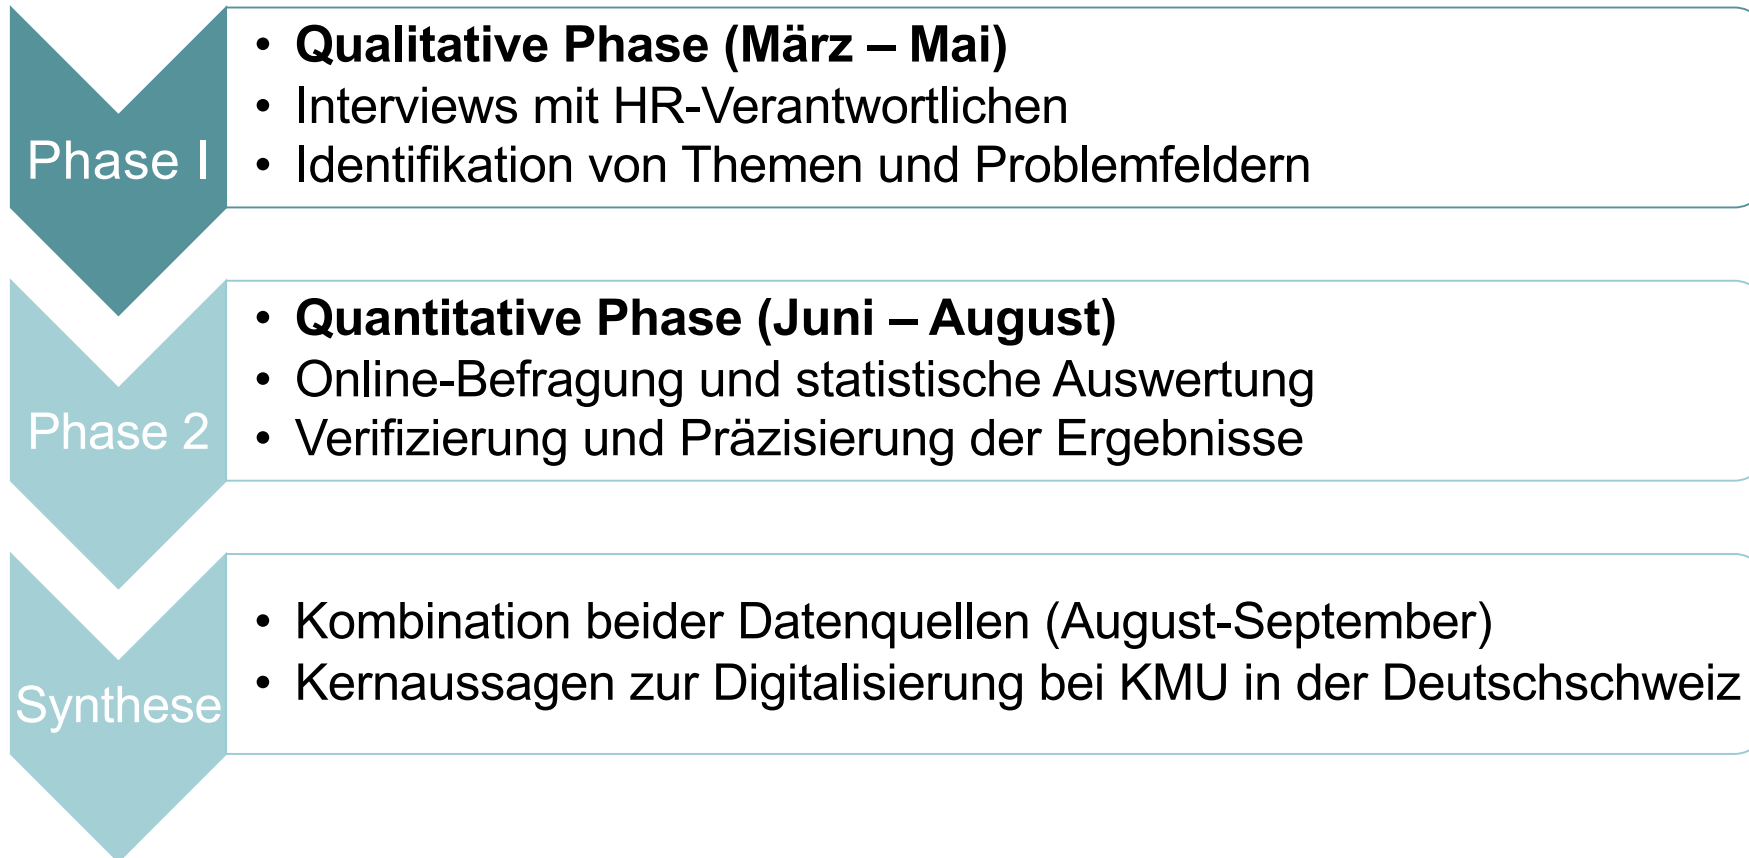 Phase I
• Qualitative Phase (März – Mai)
• Interviews mit HR-Verantwortlichen
• Identifikation von Themen und Problemfeldern
Phase 2
• Quantitative Phase (Juni – August)
• Online-Befragung und statistische Auswertung
• Verifizierung und Präzisierung der Ergebnisse
Synthese
• Kombination beider Datenquellen (August-September)
• Kernaussagen zur Digitalisierung bei KMU in der Deutschschweiz